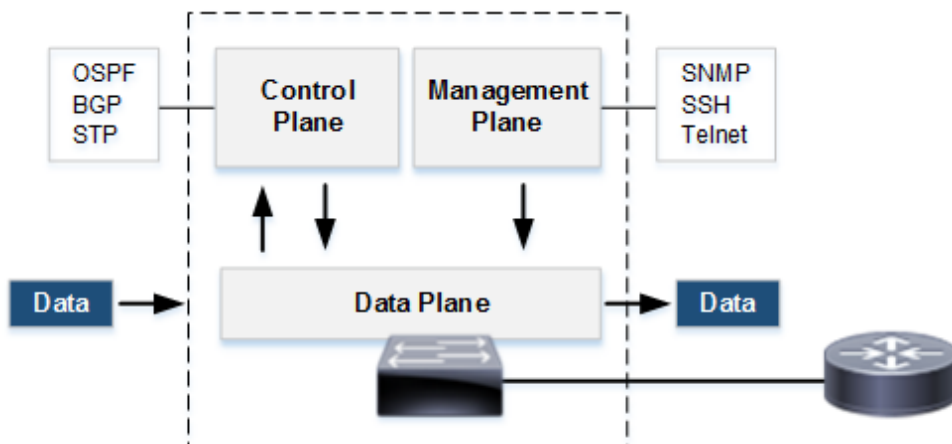 OSPF
BGP
STP
Control
Plane
Management
Plane
SNMP
SSH
Telnet
Data
Data Plane
Data